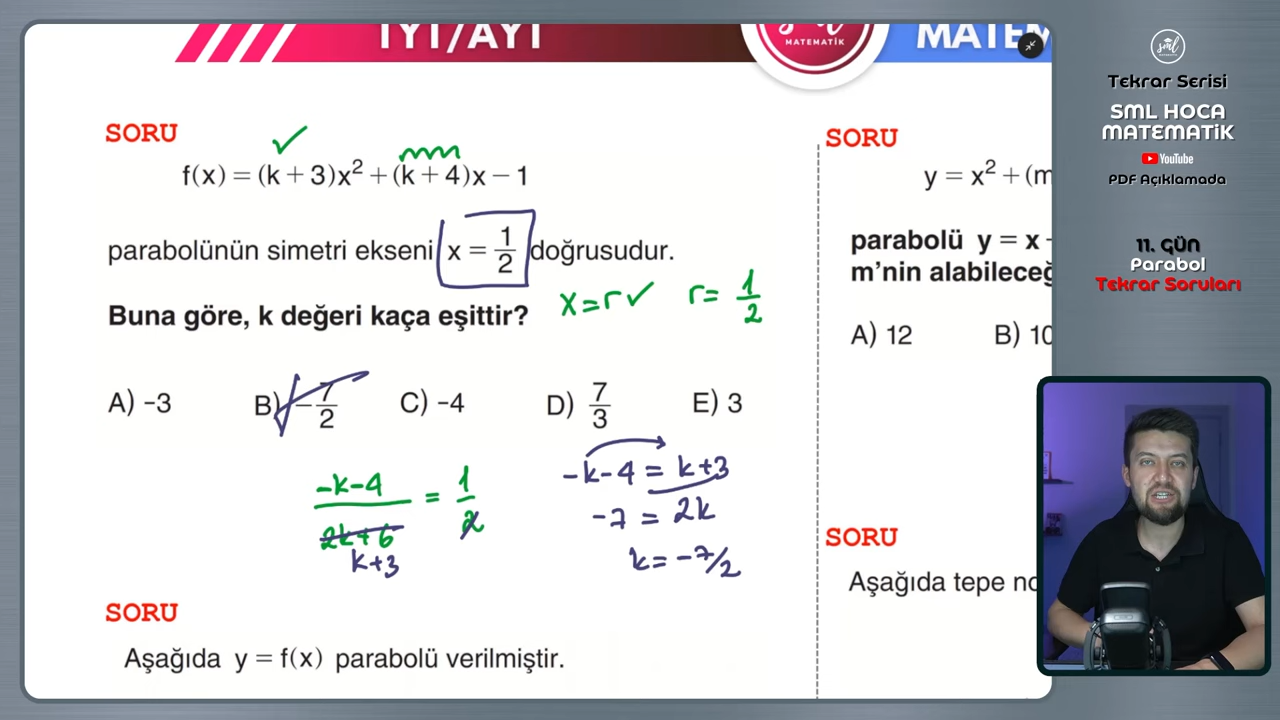 TYT/AYT
MATEMATİK
MATEM
SORU
f(x) = (k + 3)x² + (k + 4)x − 1
parabolünün simetri ekseni x = 1/2 doğrusudur.
x = r ✓ r = 1/2
Buna göre, k değeri kaça eşittir?
A) -3 B) −7/2 C) -4 D) 7/3 E) 3
-k-4 / 2k+6 = 1/2
k+3
-k-4 = k+3
-7 = 2k
k = -7/2
SORU
Aşağıda y = f(x) parabolü verilmiştir.
SORU
y = x² + (m
parabolü y = x
m'nin alabileceğ
A) 12 B) 10
SORU
Aşağıda tepe no
sml
Tekrar Serisi
SML HOCA
MATEMATİK
YouTube
PDF Açıklamada
11. GÜN
Parabol
Tekrar Soruları